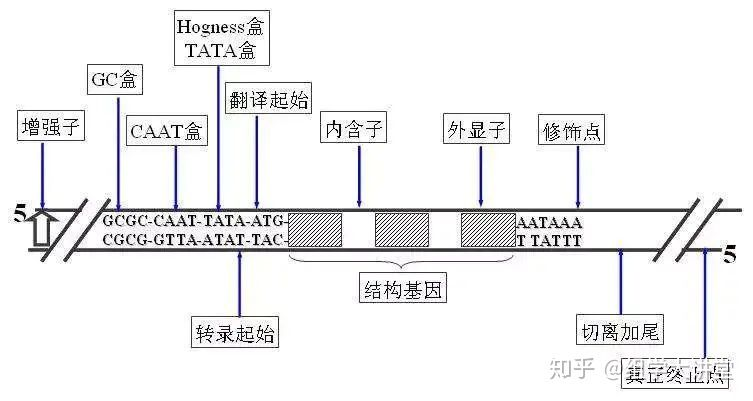 Hogness盒
TATA盒
GC盒
翻译起始
增强子
CAAT盒
内含子
外显子
修饰点
5
GCGC-CAAT-TATA-ATG-
CGCG-GTTA-ATAT-TAC-
AATAAA
TTATTT
5
结构基因
转录起始
切离加尾
真正终止点
知乎